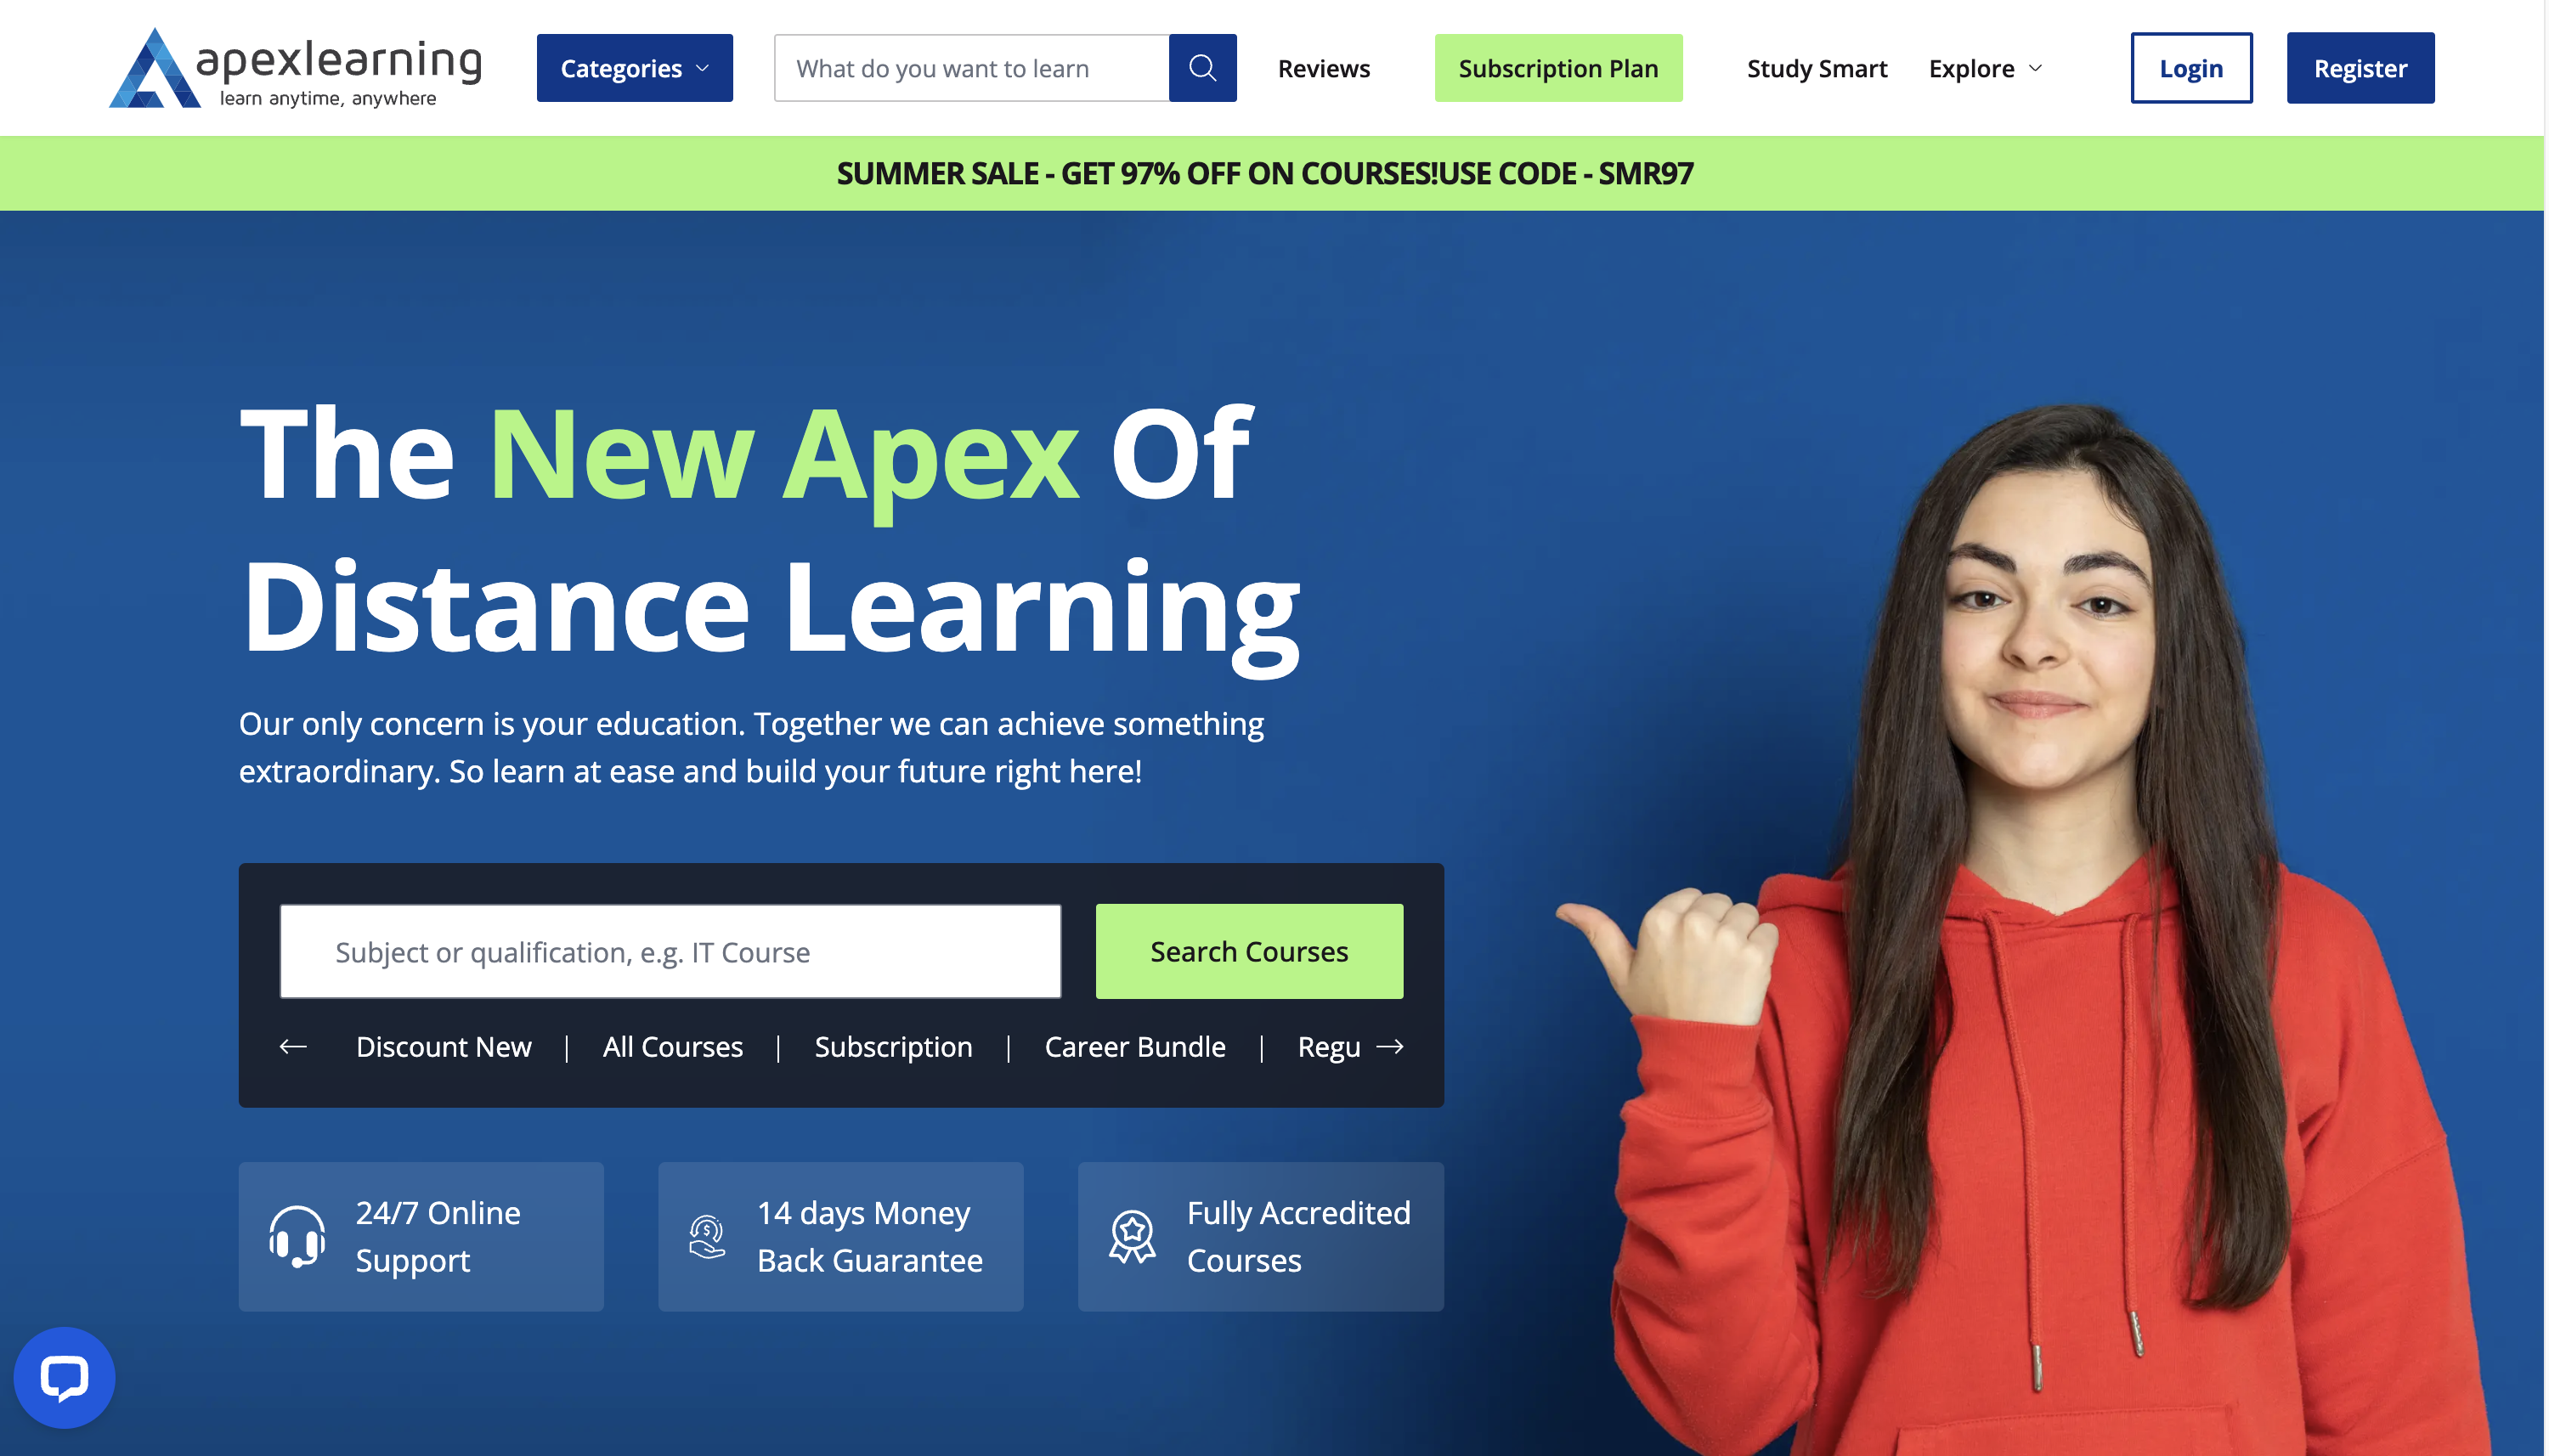 apexlearning
learn anytime, anywhere
Categories
What do you want to learn
Reviews
Subscription Plan
Study Smart
Explore
Login
Register
SUMMER SALE - GET 97% OFF ON COURSES!USE CODE - SMR97
The New Apex Of
Distance Learning
Our only concern is your education. Together we can achieve something
extraordinary. So learn at ease and build your future right here!
Subject or qualification, e.g. IT Course
Search Courses
Discount New | All Courses | Subscription | Career Bundle | Regu
24/7 Online
Support
14 days Money
Back Guarantee
Fully Accredited
Courses